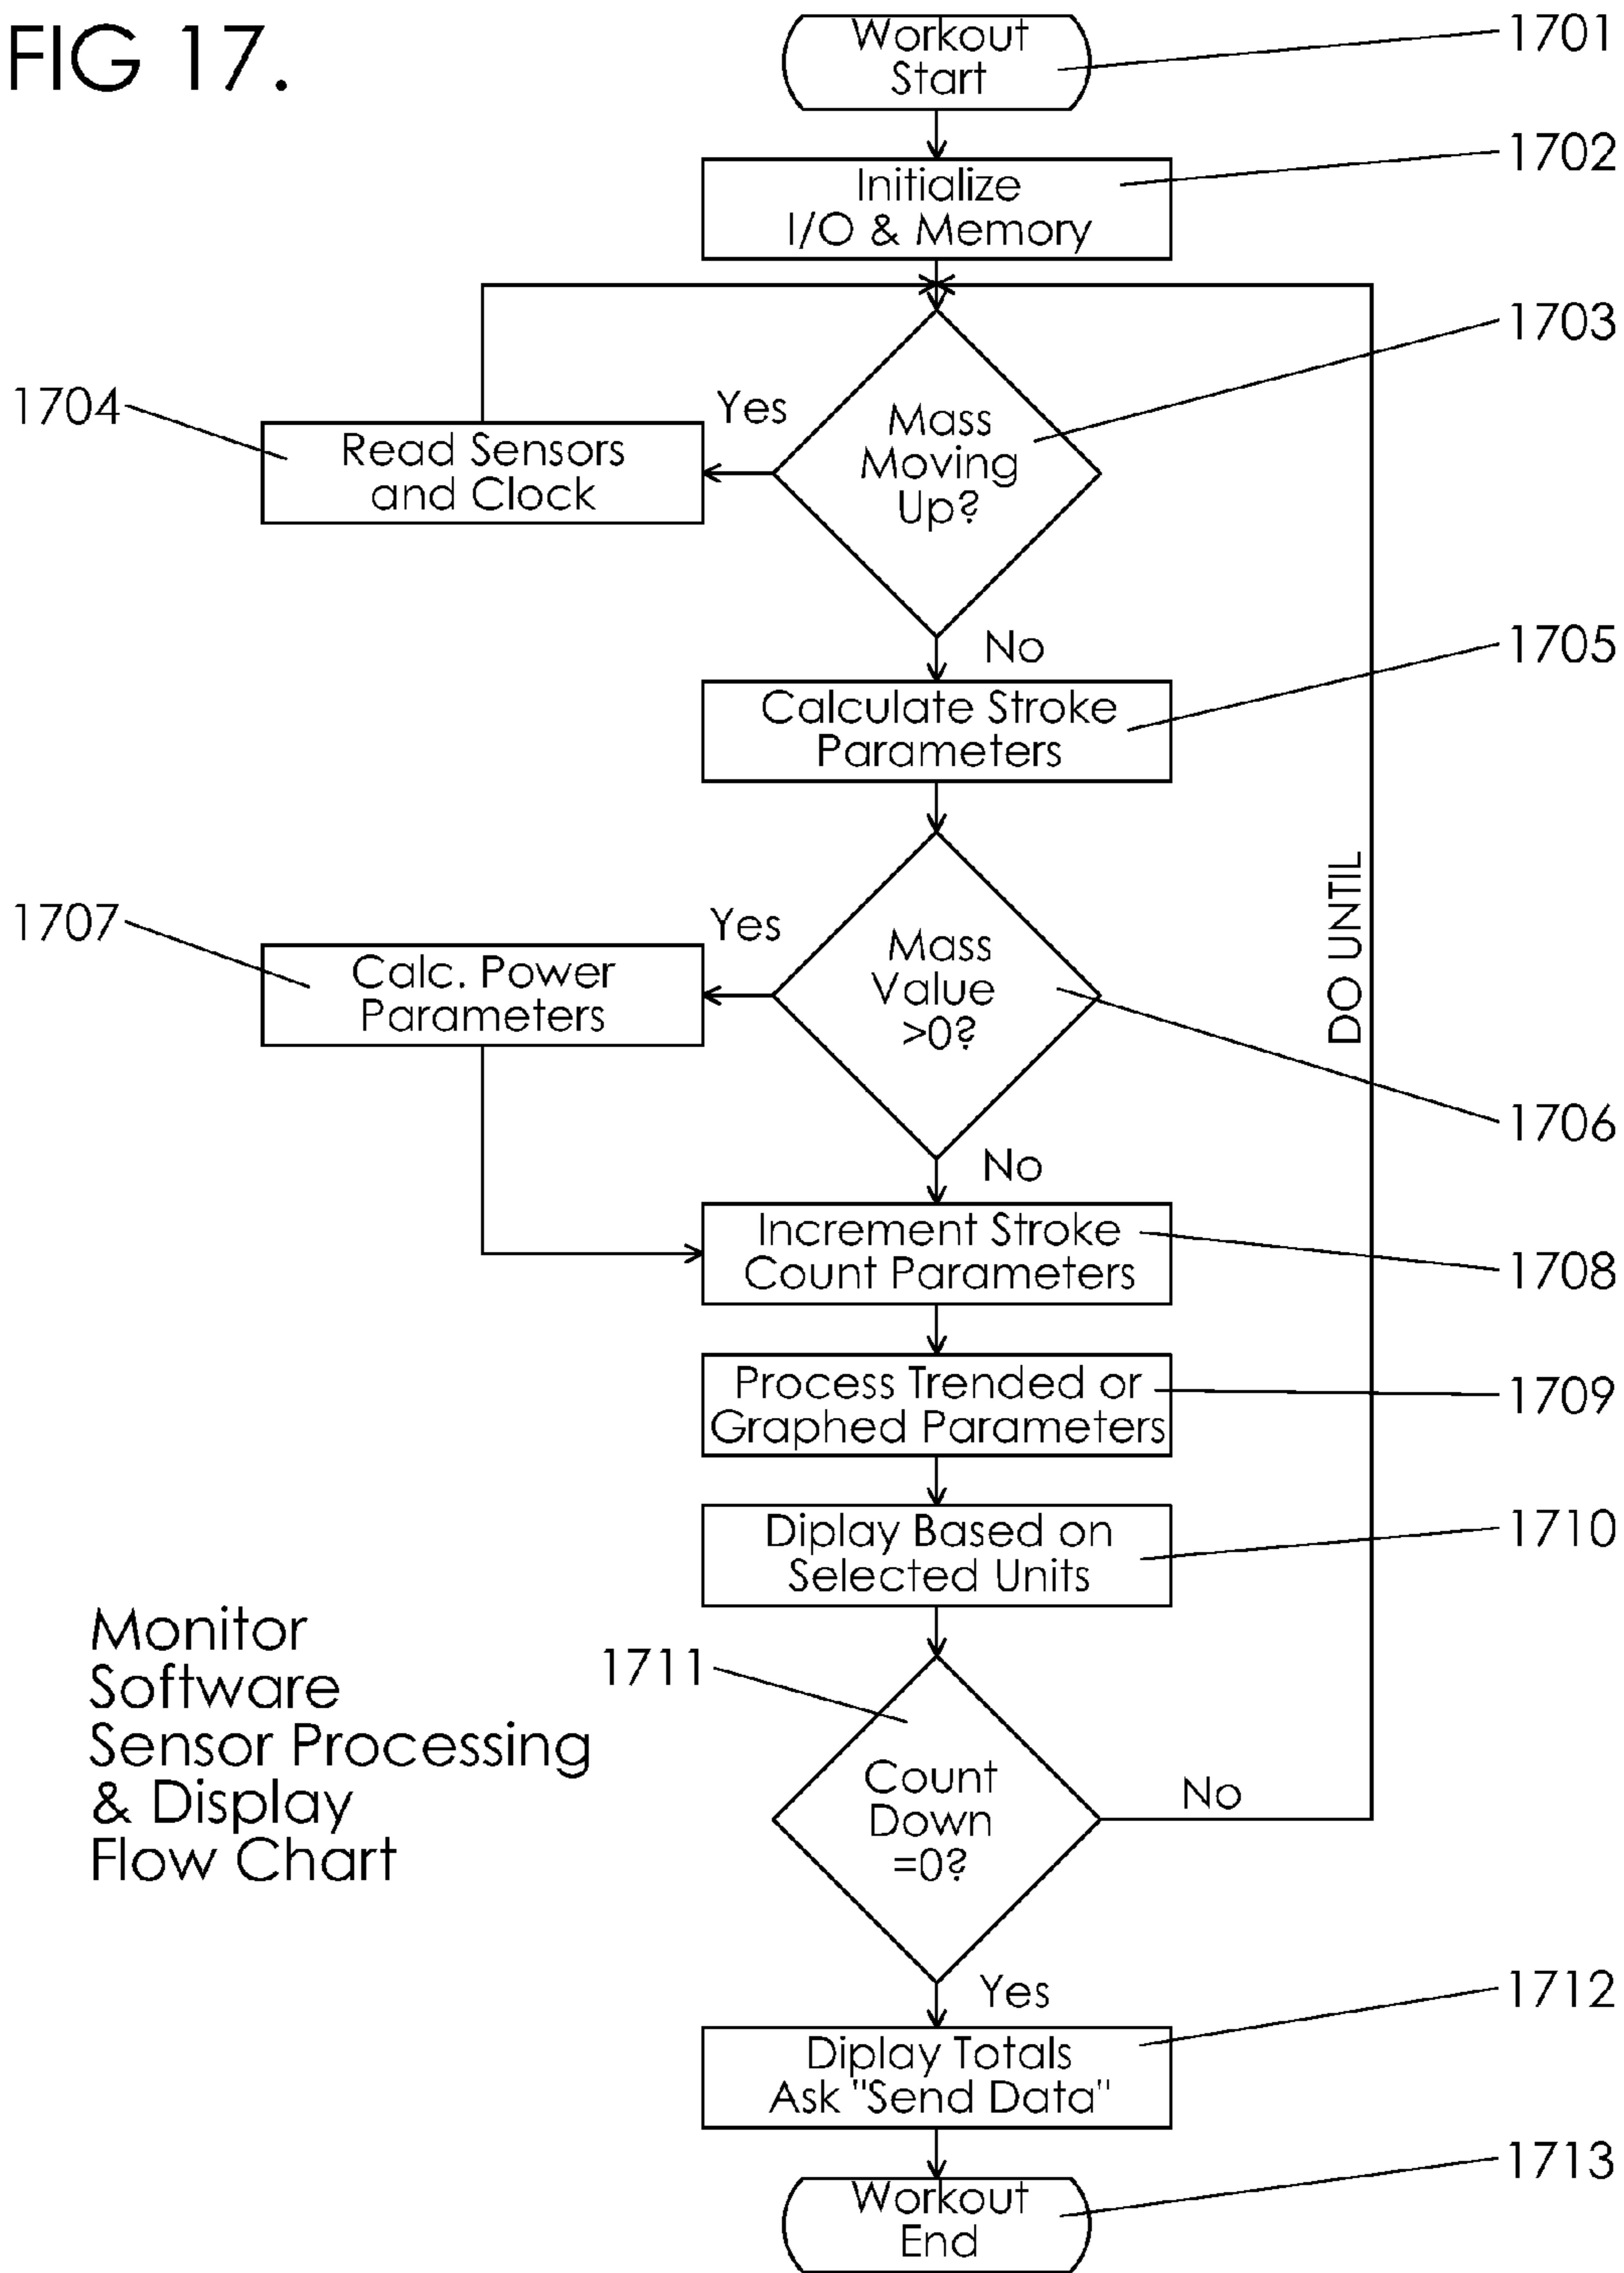 FIG 17.
Workout
Start
1701
Initialize
I/O & Memory
1702
1703
1704
Yes
Mass
Moving
Up?
Read Sensors
and Clock
No
1705
Calculate Stroke
Parameters
DO UNTIL
1707
Yes
Mass
Value
>0?
Calc. Power
Parameters
1706
No
Increment Stroke
Count Parameters
1708
Process Trended or
Graphed Parameters
1709
Diplay Based on
Selected Units
1710
Monitor
Software
Sensor Processing
& Display
Flow Chart
1711
Count
Down
=0?
No
Yes
1712
Diplay Totals
Ask "Send Data"
1713
Workout
End